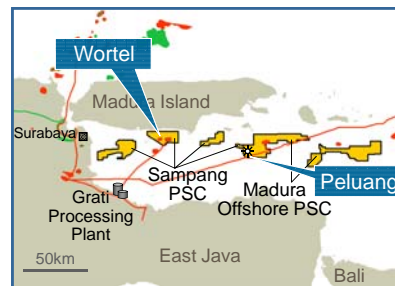 Wortel
Madura Island
Surabaya
Sampang
PSC
Peluang
Grati
Processing
Plant
Madura
Offshore PSC
East Java
50km
Bali